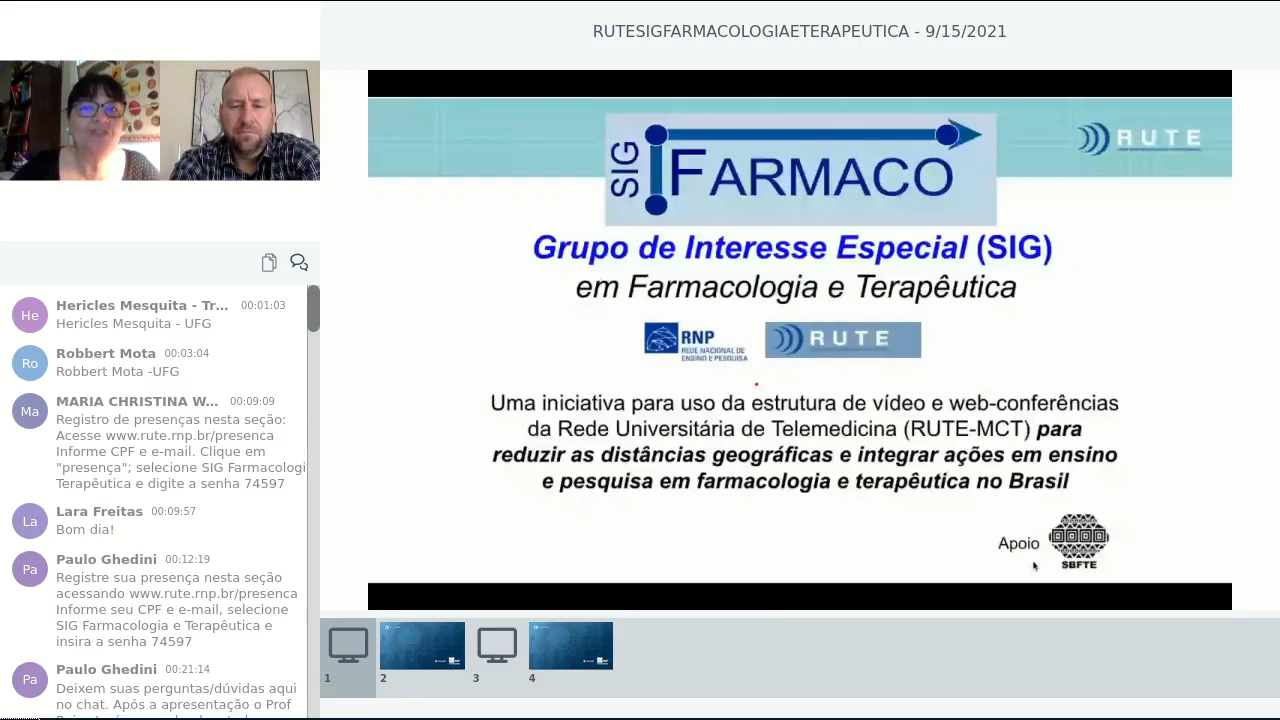 RUTESIGFARMACOLOGIAETERAPEUTICA - 9/15/2021
SIG
FARMACO
RUTE
Grupo de Interesse Especial (SIG)
em Farmacologia e Terapêutica
RNP
REDE NACIONAL DE
ENSINO E PESQUISA
RUTE
Uma iniciativa para uso da estrutura de vídeo e web-conferências
da Rede Universitária de Telemedicina (RUTE-MCT) para
reduzir as distâncias geográficas e integrar ações em ensino
e pesquisa em farmacologia e terapêutica no Brasil
Apoio
SBFTE
He
Hericles Mesquita - Tr... 00:01:03
Hericles Mesquita - UFG
Ro
Robbert Mota 00:03:04
Robbert Mota -UFG
Ma
MARIA CHRISTINA W... 00:09:09
Registro de presenças nesta seção:
Acesse www.rute.rnp.br/presenca
Informe CPF e e-mail. Clique em
"presença"; selecione SIG Farmacologi
Terapêutica e digite a senha 74597
La
Lara Freitas 00:09:57
Bom dia!
Pa
Paulo Ghedini 00:12:19
Registre sua presença nesta seção
acessando www.rute.rnp.br/presenca
Informe seu CPF e e-mail, selecione
SIG Farmacologia e Terapêutica e
insira a senha 74597
Pa
Paulo Ghedini 00:21:14
Deixem suas perguntas/dúvidas aqui
no chat. Após a apresentação o Prof
1
2
3
4